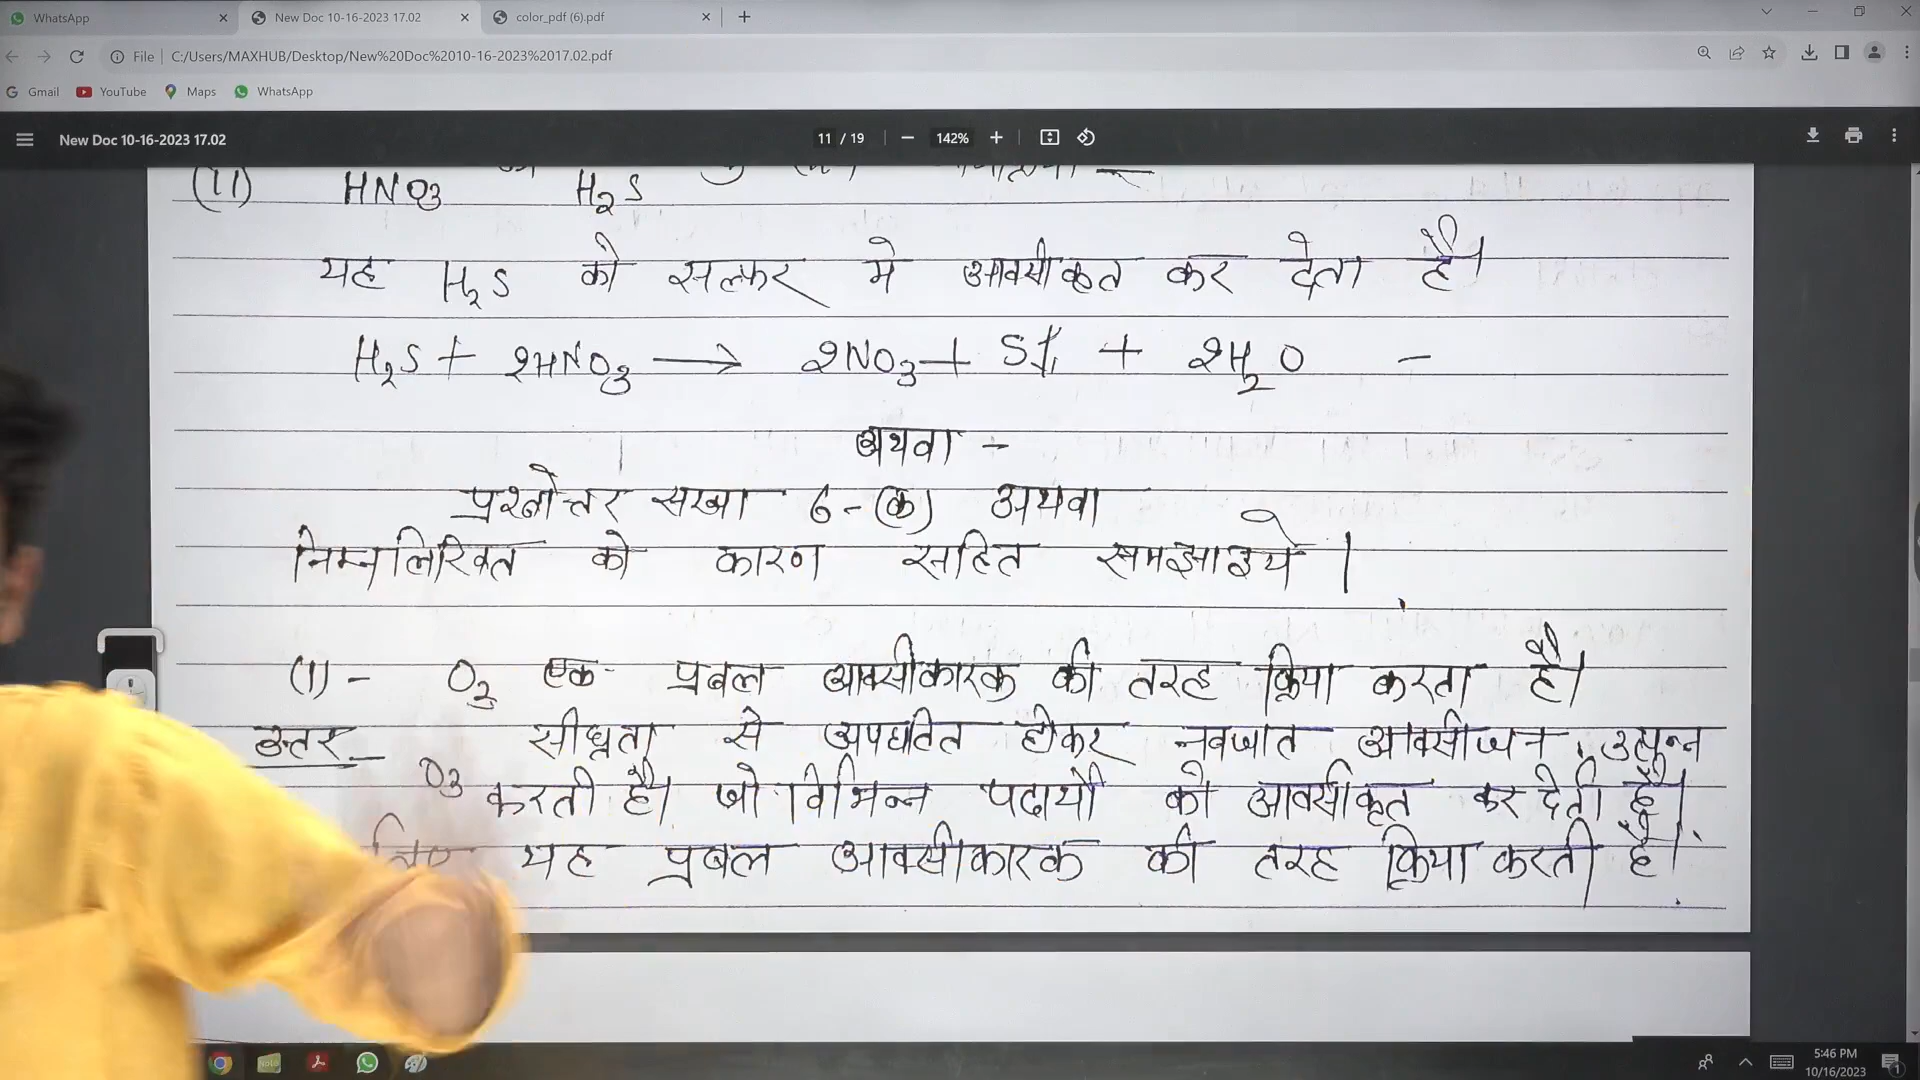 WhatsApp
New Doc 10-16-2023 17.02
color_pdf (6).pdf
File C:/Users/MAXHUB/Desktop/New%20Doc%2010-16-2023%2017.02.pdf
Gmail YouTube Maps WhatsApp
New Doc 10-16-2023 17.02 11 / 19 142%
(II) HNO3 H2S
यह H2S को सल्फर मे आक्सीकृत कर देता है।
H2S + 2HNO3 ⟶ 2NO3 + S↓ + 2H2O –
अथवा –
प्रश्नोत्तर सख्या 6-(क) अथवा
निम्नलिखित को कारण सहित समझाइये।
(1) – O3 एक प्रबल आक्सीकारक की तरह क्रिया करता है।
उत्तर – सीघ्रता से अपघटित होकर नवजात आक्सीजन उत्पन्न
O3 करती है। जो विभिन्न पदार्थो को आक्सीकृत कर देती है।
यह प्रबल आक्सीकारक की तरह क्रिया करती है।
5:46 PM
10/16/2023